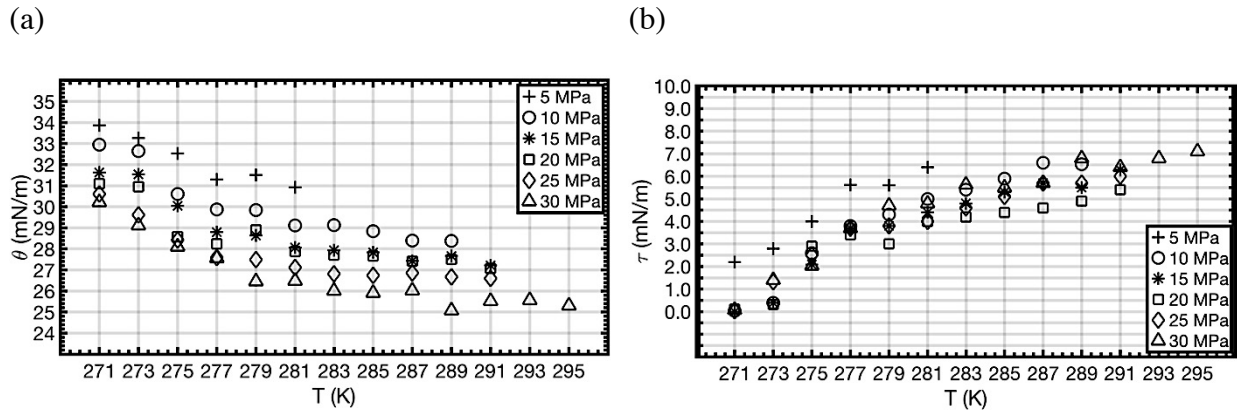 (a)
(b)
35
34
33
32
31
30
29
28
27
26
25
24
θ (mN/m)
5 MPa
10 MPa
15 MPa
20 MPa
25 MPa
30 MPa
271 273 275 277 279 281 283 285 287 289 291 293 295
T (K)
10.0
9.0
8.0
7.0
6.0
5.0
4.0
3.0
2.0
1.0
0.0
τ (mN/m)
5 MPa
10 MPa
15 MPa
20 MPa
25 MPa
30 MPa
271 273 275 277 279 281 283 285 287 289 291 293 295
T (K)